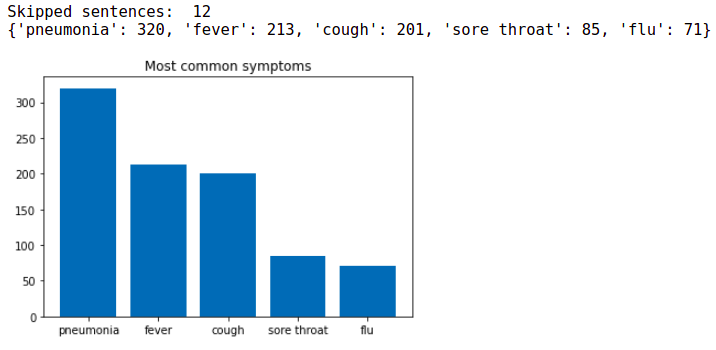 Skipped sentences:  12
{'pneumonia': 320, 'fever': 213, 'cough': 201, 'sore throat': 85, 'flu': 71}
Most common symptoms
300
250
200
150
100
50
0
pneumonia fever cough sore throat flu